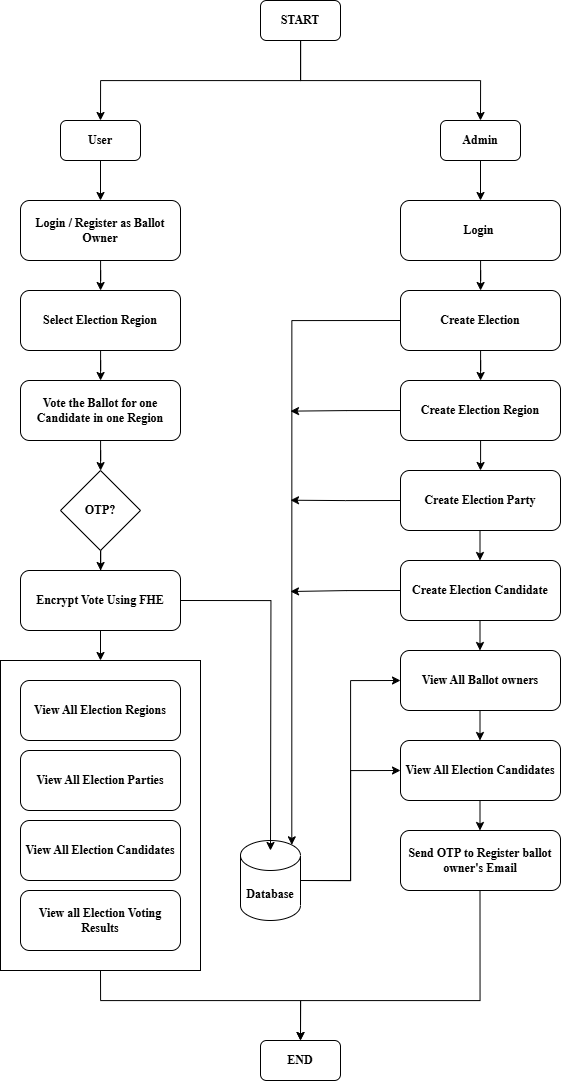 START
User
Admin
Login / Register as Ballot
Owner
Login
Select Election Region
Create Election
Vote the Ballot for one
Candidate in one Region
Create Election Region
OTP?
Create Election Party
Encrypt Vote Using FHE
Create Election Candidate
View All Election Regions
View All Ballot owners
View All Election Parties
View All Election Candidates
View All Election Candidates
Send OTP to Register ballot
owner's Email
Database
View all Election Voting
Results
END